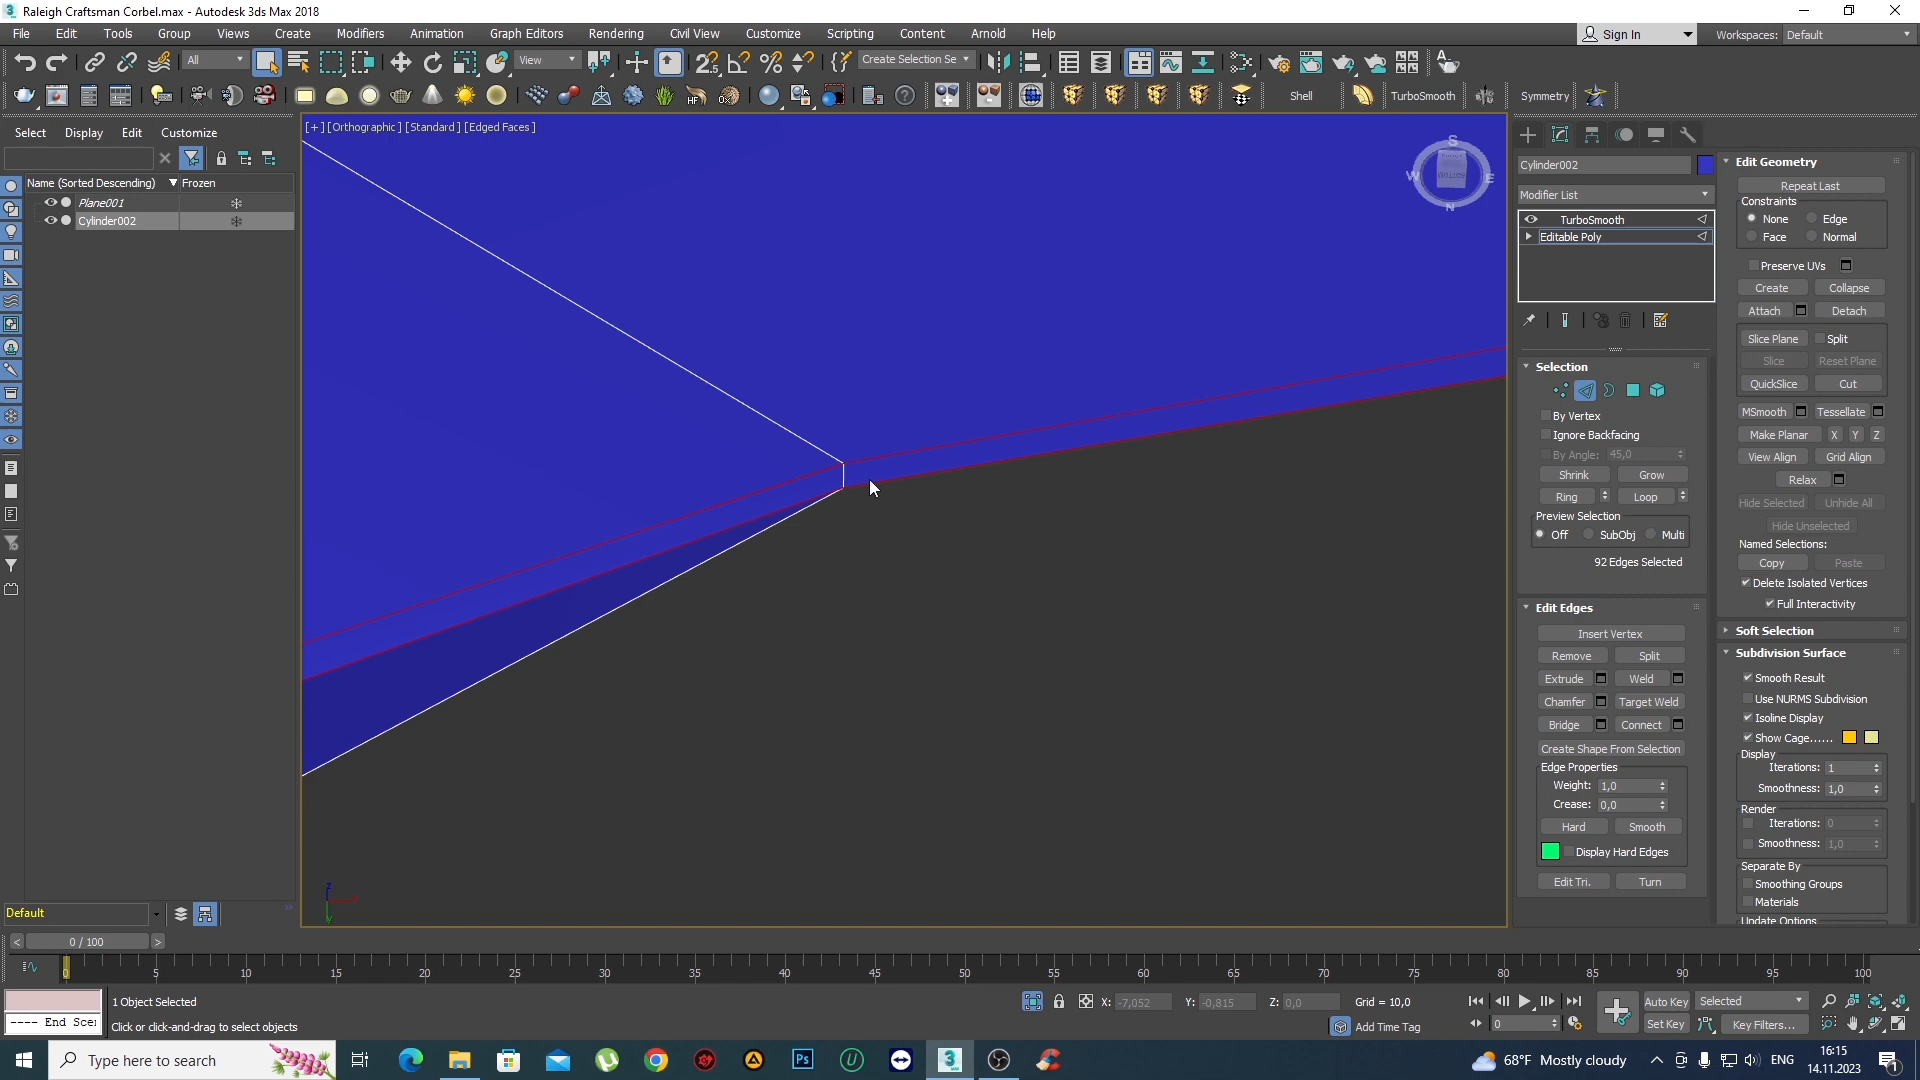 Raleigh Craftsman Corbel.max - Autodesk 3ds Max 2018
File Edit Tools Group Views Create Modifiers Animation Graph Editors Rendering Civil View Customize Scripting Content Arnold Help
Sign In Workspaces: Default
All View Create Selection Se
Shell TurboSmooth Symmetry
Select Display Edit Customize
Name (Sorted Descending) Frozen
Plane001
Cylinder002
[+] [Orthographic] [Standard] [Edged Faces]
S
W E
N
Cylinder002
Modifier List
TurboSmooth
Editable Poly
Selection
By Vertex
Ignore Backfacing
By Angle: 45,0
Shrink Grow
Ring Loop
Preview Selection
Off SubObj Multi
92 Edges Selected
Edit Edges
Insert Vertex
Remove Split
Extrude Weld
Chamfer Target Weld
Bridge Connect
Create Shape From Selection
Edge Properties
Weight: 1,0
Crease: 0,0
Hard Smooth
Display Hard Edges
Edit Tri. Turn
Edit Geometry
Repeat Last
Constraints
None Edge
Face Normal
Preserve UVs
Create Collapse
Attach Detach
Slice Plane Split
Slice Reset Plane
QuickSlice Cut
MSmooth Tessellate
Make Planar X Y Z
View Align Grid Align
Relax
Hide Selected Unhide All
Hide Unselected
Named Selections:
Copy Paste
Delete Isolated Vertices
Full Interactivity
Soft Selection
Subdivision Surface
Smooth Result
Use NURMS Subdivision
Isoline Display
Show Cage......
Display
Iterations: 1
Smoothness: 1,0
Render
Iterations: 0
Smoothness: 1,0
Separate By
Smoothing Groups
Materials
Update Options
Default
0 / 100
0 5 10 15 20 25 30 35 40 45 50 55 60 65 70 75 80 85 90 95 100
1 Object Selected
X: -7,052 Y: -0,815 Z: 0,0 Grid = 10,0
Auto Key Selected
---- End Scei
Click or click-and-drag to select objects
Add Time Tag
0
Set Key Key Filters...
Type here to search
68°F Mostly cloudy
ENG
16:15
14.11.2023